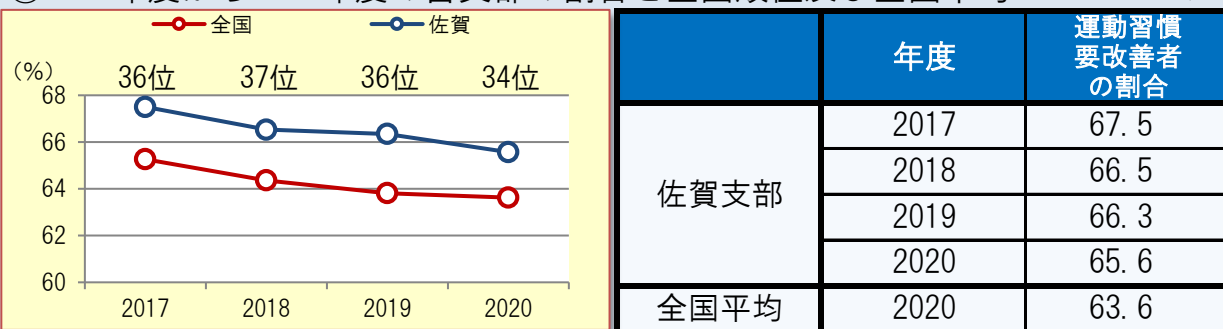 全国 佐賀
(%)
36位 37位 36位 34位
68
66
64
62
60
2017 2018 2019 2020
年度 運動習慣
要改善者
の割合
佐賀支部 2017 67.5
2018 66.5
2019 66.3
2020 65.6
全国平均 2020 63.6